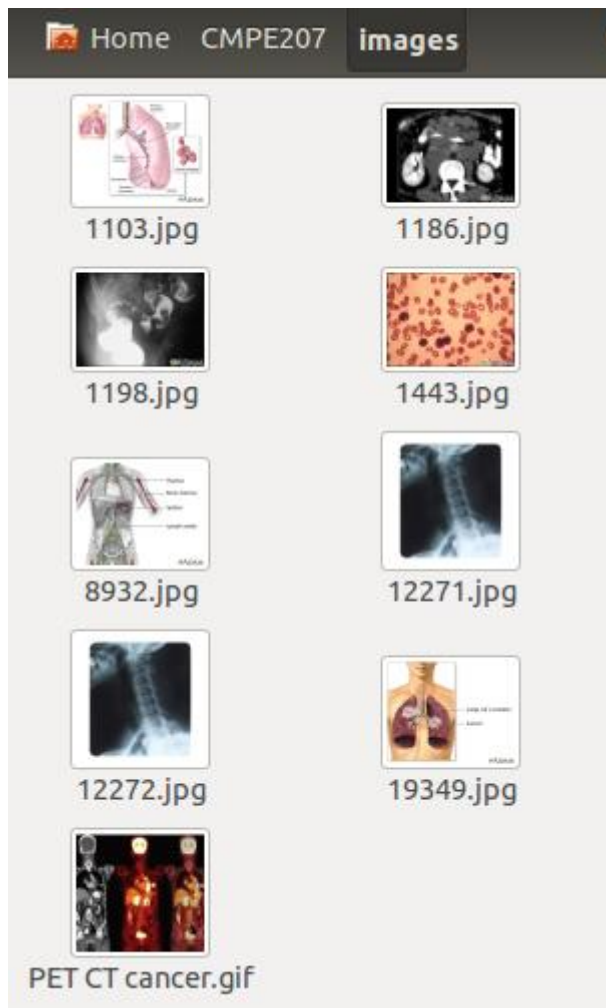 Home CMPE207 images
1103.jpg 1186.jpg
1198.jpg 1443.jpg
8932.jpg 12271.jpg
12272.jpg 19349.jpg
PET CT cancer.gif